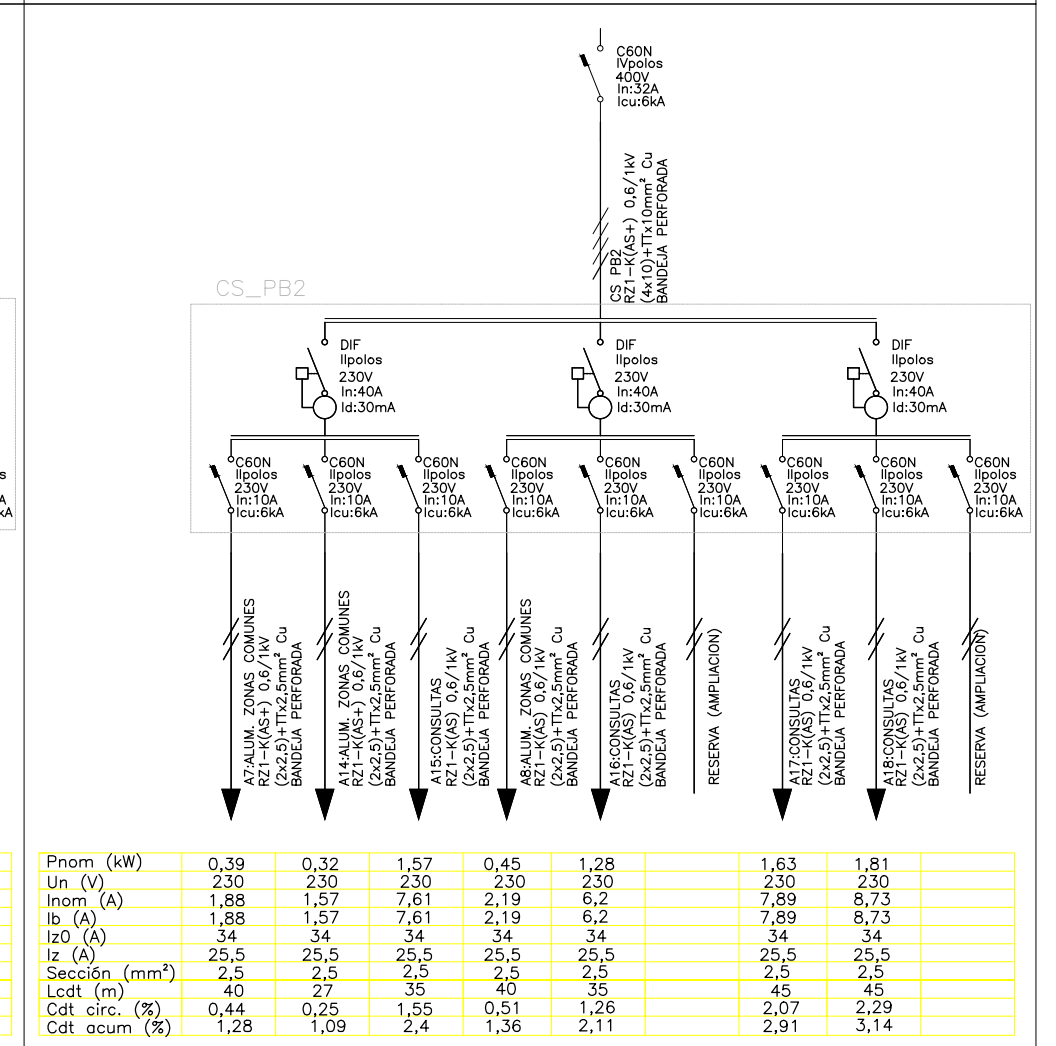 C60N
IVpolos
400V
In:32A
Icu:6kA
CS_PB2
RZ1-K(AS+) 0,6/1kV
(4x10)+TTx10mm² Cu
BANDEJA PERFORADA
CS_PB2
DIF
IIpolos
230V
In:40A
Id:30mA
DIF
IIpolos
230V
In:40A
Id:30mA
DIF
IIpolos
230V
In:40A
Id:30mA
C60N
IIpolos
230V
In:10A
Icu:6kA
C60N
IIpolos
230V
In:10A
Icu:6kA
C60N
IIpolos
230V
In:10A
Icu:6kA
C60N
IIpolos
230V
In:10A
Icu:6kA
C60N
IIpolos
230V
In:10A
Icu:6kA
C60N
IIpolos
230V
In:10A
Icu:6kA
C60N
IIpolos
230V
In:10A
Icu:6kA
C60N
IIpolos
230V
In:10A
Icu:6kA
C60N
IIpolos
230V
In:10A
Icu:6kA
A7:ALUM. ZONAS COMUNES
RZ1-K(AS+) 0,6/1kV
(2x2,5)+TTx2,5mm² Cu
BANDEJA PERFORADA
A14:ALUM. ZONAS COMUNES
RZ1-K(AS+) 0,6/1kV
(2x2,5)+TTx2,5mm² Cu
BANDEJA PERFORADA
A15:CONSULTAS
RZ1-K(AS) 0,6/1kV
(2x2,5)+TTx2,5mm² Cu
BANDEJA PERFORADA
A8:ALUM. ZONAS COMUNES
RZ1-K(AS) 0,6/1kV
(2x2,5)+TTx2,5mm² Cu
BANDEJA PERFORADA
A16:CONSULTAS
RZ1-K(AS) 0,6/1kV
(2x2,5)+TTx2,5mm² Cu
BANDEJA PERFORADA
RESERVA (AMPLIACION)
A17:CONSULTAS
RZ1-K(AS) 0,6/1kV
(2x2,5)+TTx2,5mm² Cu
BANDEJA PERFORADA
A18:CONSULTAS
RZ1-K(AS) 0,6/1kV
(2x2,5)+TTx2,5mm² Cu
BANDEJA PERFORADA
RESERVA (AMPLIACION)
Pnom (kW) 0,39 0,32 1,57 0,45 1,28 1,63 1,81
Un (V) 230 230 230 230 230 230 230
Inom (A) 1,88 1,57 7,61 2,19 6,2 7,89 8,73
Ib (A) 1,88 1,57 7,61 2,19 6,2 7,89 8,73
Iz0 (A) 34 34 34 34 34 34 34
Iz (A) 25,5 25,5 25,5 25,5 25,5 25,5 25,5
Sección (mm²) 2,5 2,5 2,5 2,5 2,5 2,5 2,5
Lcdt (m) 40 27 35 40 35 45 45
Cdt circ. (%) 0,44 0,25 1,55 0,51 1,26 2,07 2,29
Cdt acum (%) 1,28 1,09 2,4 1,36 2,11 2,91 3,14